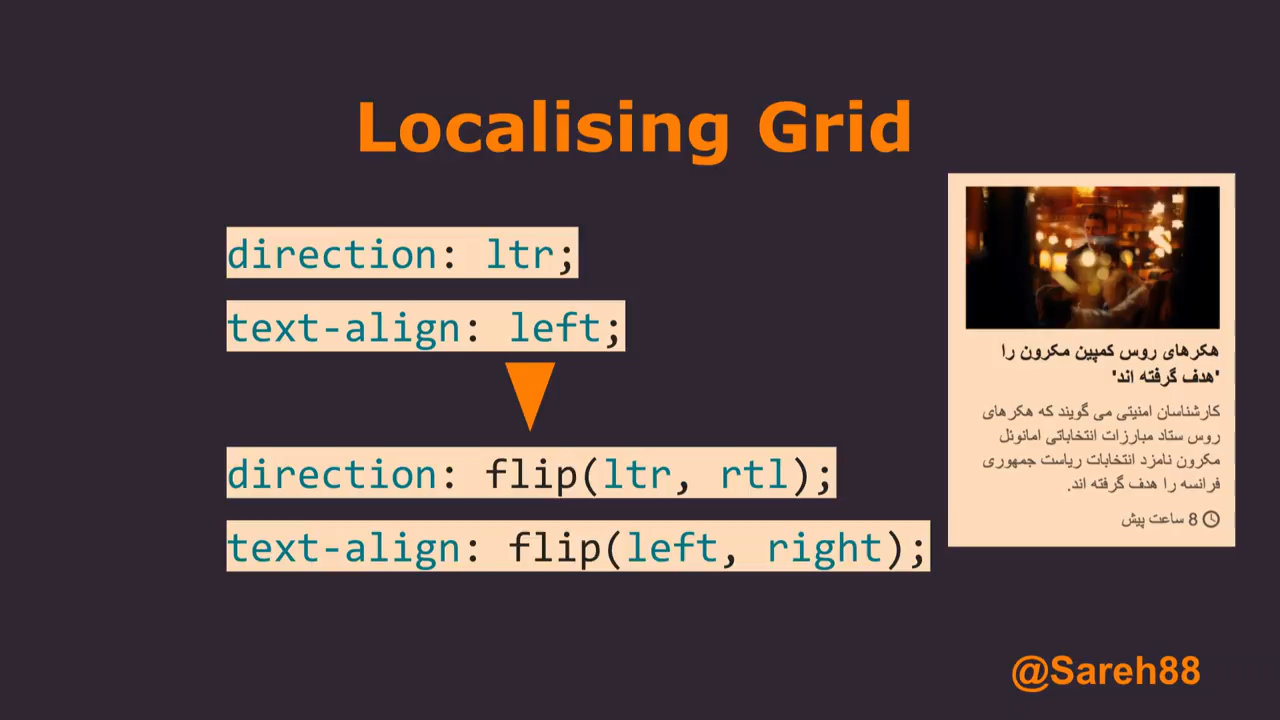 Localising Grid
direction: ltr;
text-align: left;
direction: flip(ltr, rtl);
text-align: flip(left, right);
هکرهای روس کمپین مکرون را
'هدف گرفته اند'
کارشناسان امنیتی می گویند که هکرهای
روس ستاد مبارزات انتخاباتی امانوئل
مکرون نامزد انتخابات ریاست جمهوری
فرانسه را هدف گرفته اند.
8 ساعت پیش
@Sareh88